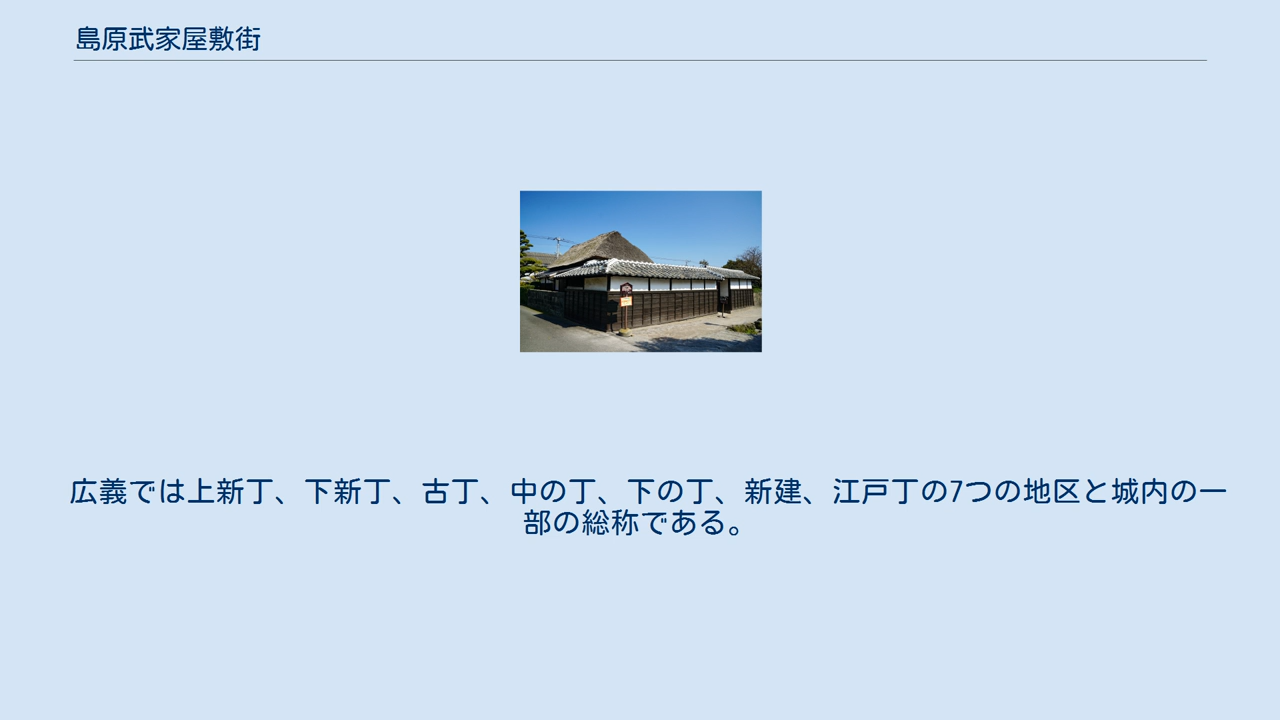 島原武家屋敷街
広義では上新丁、下新丁、古丁、中の丁、下の丁、新建、江戸丁の7つの地区と城内の一
部の総称である。